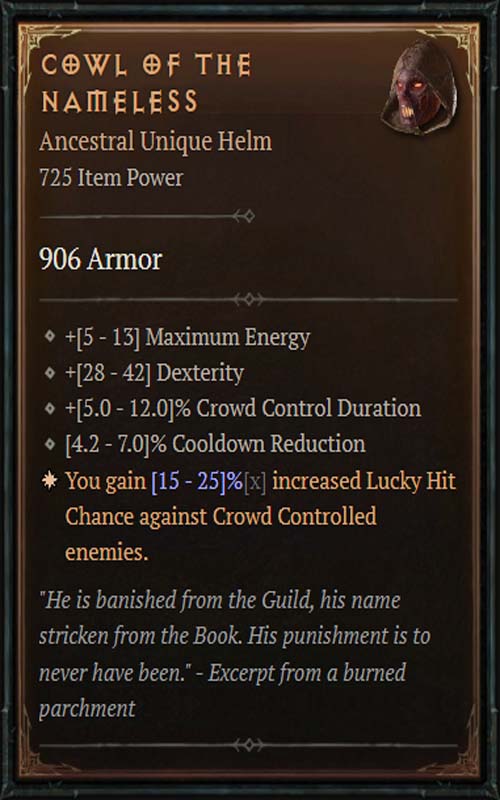 COWL OF THE
NAMELESS
Ancestral Unique Helm
725 Item Power
906 Armor
+[5 - 13] Maximum Energy
+[28 - 42] Dexterity
+[5.0 - 12.0]% Crowd Control Duration
[4.2 - 7.0]% Cooldown Reduction
You gain [15 - 25]%[x] increased Lucky Hit
Chance against Crowd Controlled
enemies.
"He is banished from the Guild, his name
stricken from the Book. His punishment is to
never have been." - Excerpt from a burned
parchment